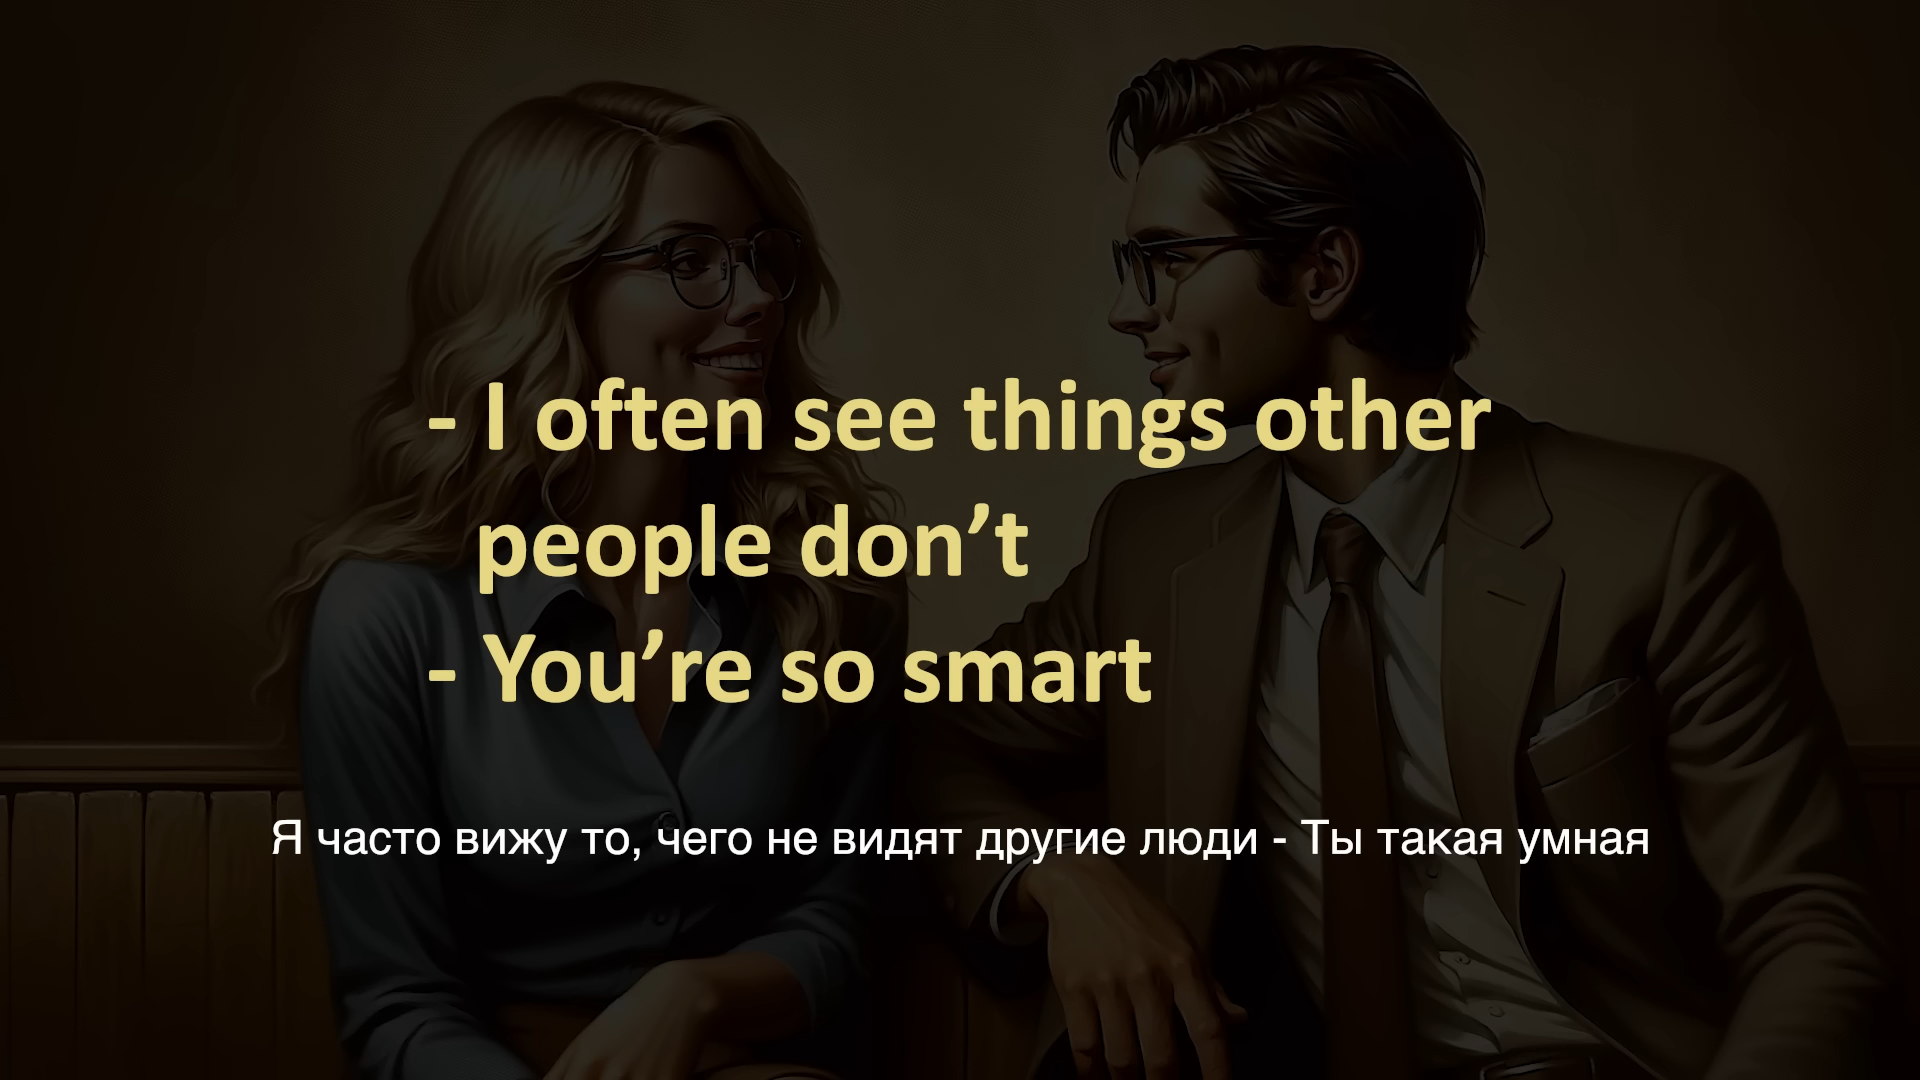 - I often see things other
people don’t
- You’re so smart
Я часто вижу то, чего не видят другие люди - Ты такая умная